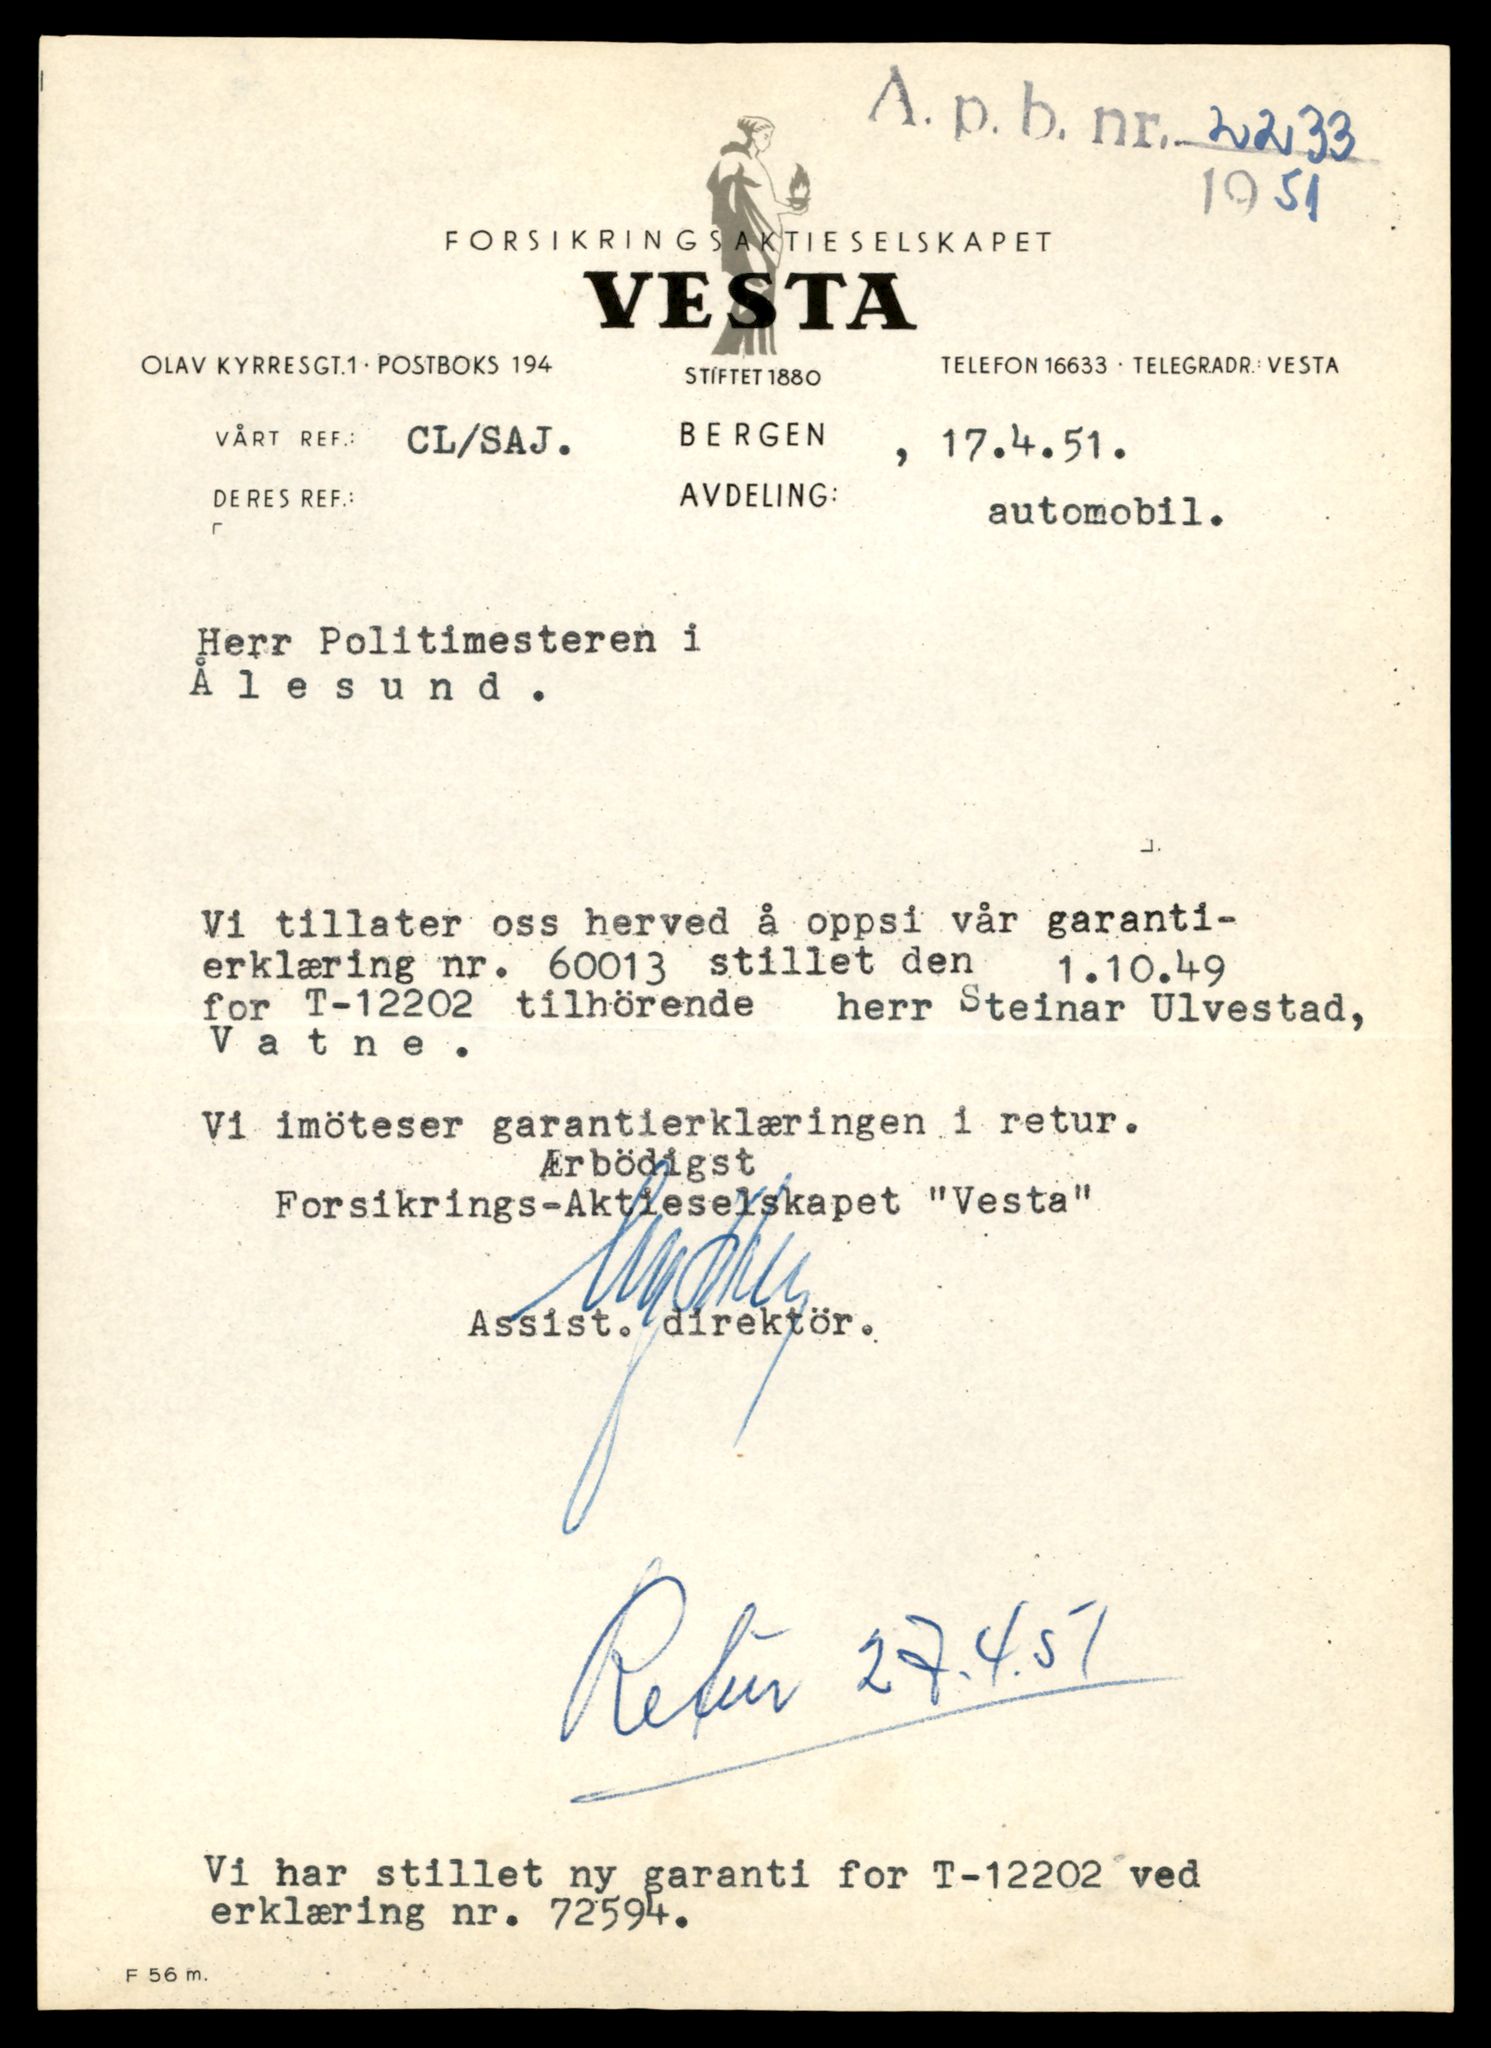 A. p. b. nr. 2233
1951
FORSIKRINGSAKTIESELSKAPET
VESTA
OLAV KYRRESGT.1 · POSTBOKS 194
STIFTET 1880
TELEFON 16633 · TELEGR.ADR.: VESTA
VÅRT REF.: CL/SAJ.
BERGEN , 17.4.51.
DERES REF.:
AVDELING: automobil.
Herr Politimesteren i
Å l e s u n d .
Vi tillater oss herved å oppsi vår garanti-
erklæring nr. 60013 stillet den 1.10.49
for T-12202 tilhörende herr Steinar Ulvestad,
V a t n e .
Vi imöteser garantierklæringen i retur.
Ærbödigst
Forsikrings-Aktieselskapet "Vesta"
Assist. direktör.
Retur 27.4.51
Vi har stillet ny garanti for T-12202 ved
erklæring nr. 72594.
F 56 m.